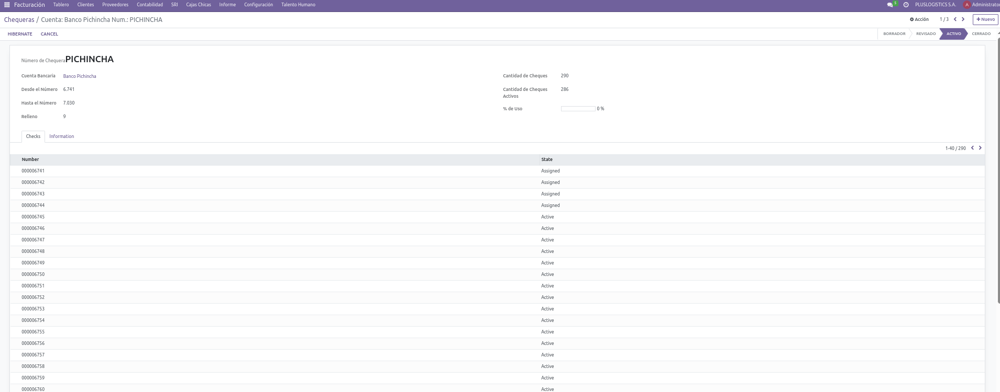 Facturación Tablero Clientes Proveedores Contabilidad SRI Cajas Chicas Informe Configuración Talento Humano 5 PLUSLOGISTICS S.A. A Administrator
Chequeras / Cuenta: Banco Pichincha Num.: PICHINCHA Acción 1 / 3 + Nuevo
HIBERNATE CANCEL BORRADOR REVISADO ACTIVO CERRADO
Número de Chequera PICHINCHA
Cuenta Bancaria Banco Pichincha Cantidad de Cheques 290
Desde el Número 6.741 Cantidad de Cheques Activos 286
Hasta el Número 7.030 % de Uso 0 %
Relleno 9
Checks Information
1-40 / 290
Number State
000006741 Assigned
000006742 Assigned
000006743 Assigned
000006744 Assigned
000006745 Active
000006746 Active
000006747 Active
000006748 Active
000006749 Active
000006750 Active
000006751 Active
000006752 Active
000006753 Active
000006754 Active
000006755 Active
000006756 Active
000006757 Active
000006758 Active
000006759 Active
000006760 Active